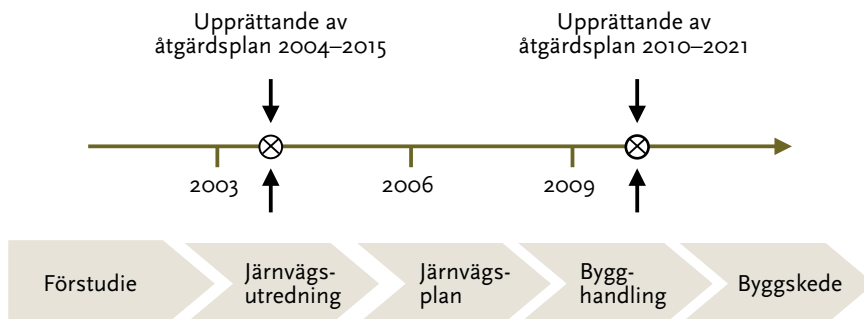 Upprättande av
åtgärdsplan 2004–2015
Upprättande av
åtgärdsplan 2010–2021
2003
2006
2009
Förstudie
Järnvägs-
utredning
Järnvägs-
plan
Bygg-
handling
Byggskede